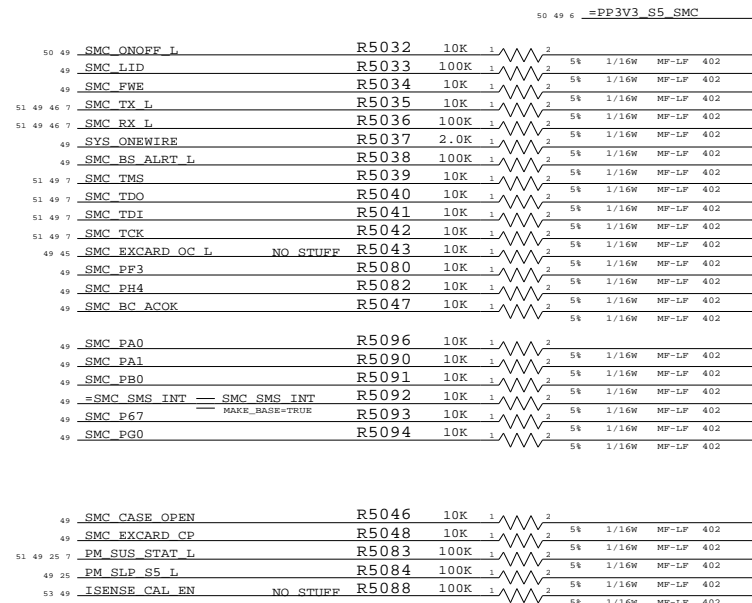 50 49 6 =PP3V3_S5_SMC
50 49 SMC_ONOFF_L R5032 10K 1 2
5% 1/16W MF-LF 402
49 SMC_LID R5033 100K 1 2
5% 1/16W MF-LF 402
49 SMC_FWE R5034 10K 1 2
5% 1/16W MF-LF 402
51 49 46 7 SMC_TX_L R5035 10K 1 2
5% 1/16W MF-LF 402
51 49 46 7 SMC_RX_L R5036 100K 1 2
5% 1/16W MF-LF 402
49 SYS_ONEWIRE R5037 2.0K 1 2
5% 1/16W MF-LF 402
49 SMC_BS_ALRT_L R5038 100K 1 2
5% 1/16W MF-LF 402
51 49 7 SMC_TMS R5039 10K 1 2
5% 1/16W MF-LF 402
51 49 7 SMC_TDO R5040 10K 1 2
5% 1/16W MF-LF 402
51 49 7 SMC_TDI R5041 10K 1 2
5% 1/16W MF-LF 402
51 49 7 SMC_TCK R5042 10K 1 2
5% 1/16W MF-LF 402
49 45 SMC_EXCARD_OC_L NO STUFF R5043 10K 1 2
5% 1/16W MF-LF 402
49 SMC_PF3 R5080 10K 1 2
5% 1/16W MF-LF 402
49 SMC_PH4 R5082 10K 1 2
5% 1/16W MF-LF 402
49 SMC_BC_ACOK R5047 10K 1 2
5% 1/16W MF-LF 402
49 SMC_PA0 R5096 10K 1 2
5% 1/16W MF-LF 402
49 SMC_PA1 R5090 10K 1 2
5% 1/16W MF-LF 402
49 SMC_PB0 R5091 10K 1 2
5% 1/16W MF-LF 402
49 =SMC_SMS_INT SMC_SMS_INT R5092 10K 1 2
MAKE_BASE=TRUE 5% 1/16W MF-LF 402
49 SMC_P67 R5093 10K 1 2
5% 1/16W MF-LF 402
49 SMC_PG0 R5094 10K 1 2
5% 1/16W MF-LF 402
49 SMC_CASE_OPEN R5046 10K 1 2
5% 1/16W MF-LF 402
49 SMC_EXCARD_CP R5048 10K 1 2
5% 1/16W MF-LF 402
51 49 25 7 PM_SUS_STAT_L R5083 100K 1 2
5% 1/16W MF-LF 402
49 25 PM_SLP_S5_L R5084 100K 1 2
5% 1/16W MF-LF 402
53 49 ISENSE_CAL_EN NO STUFF R5088 100K 1 2
5% 1/16W MF-LF 402